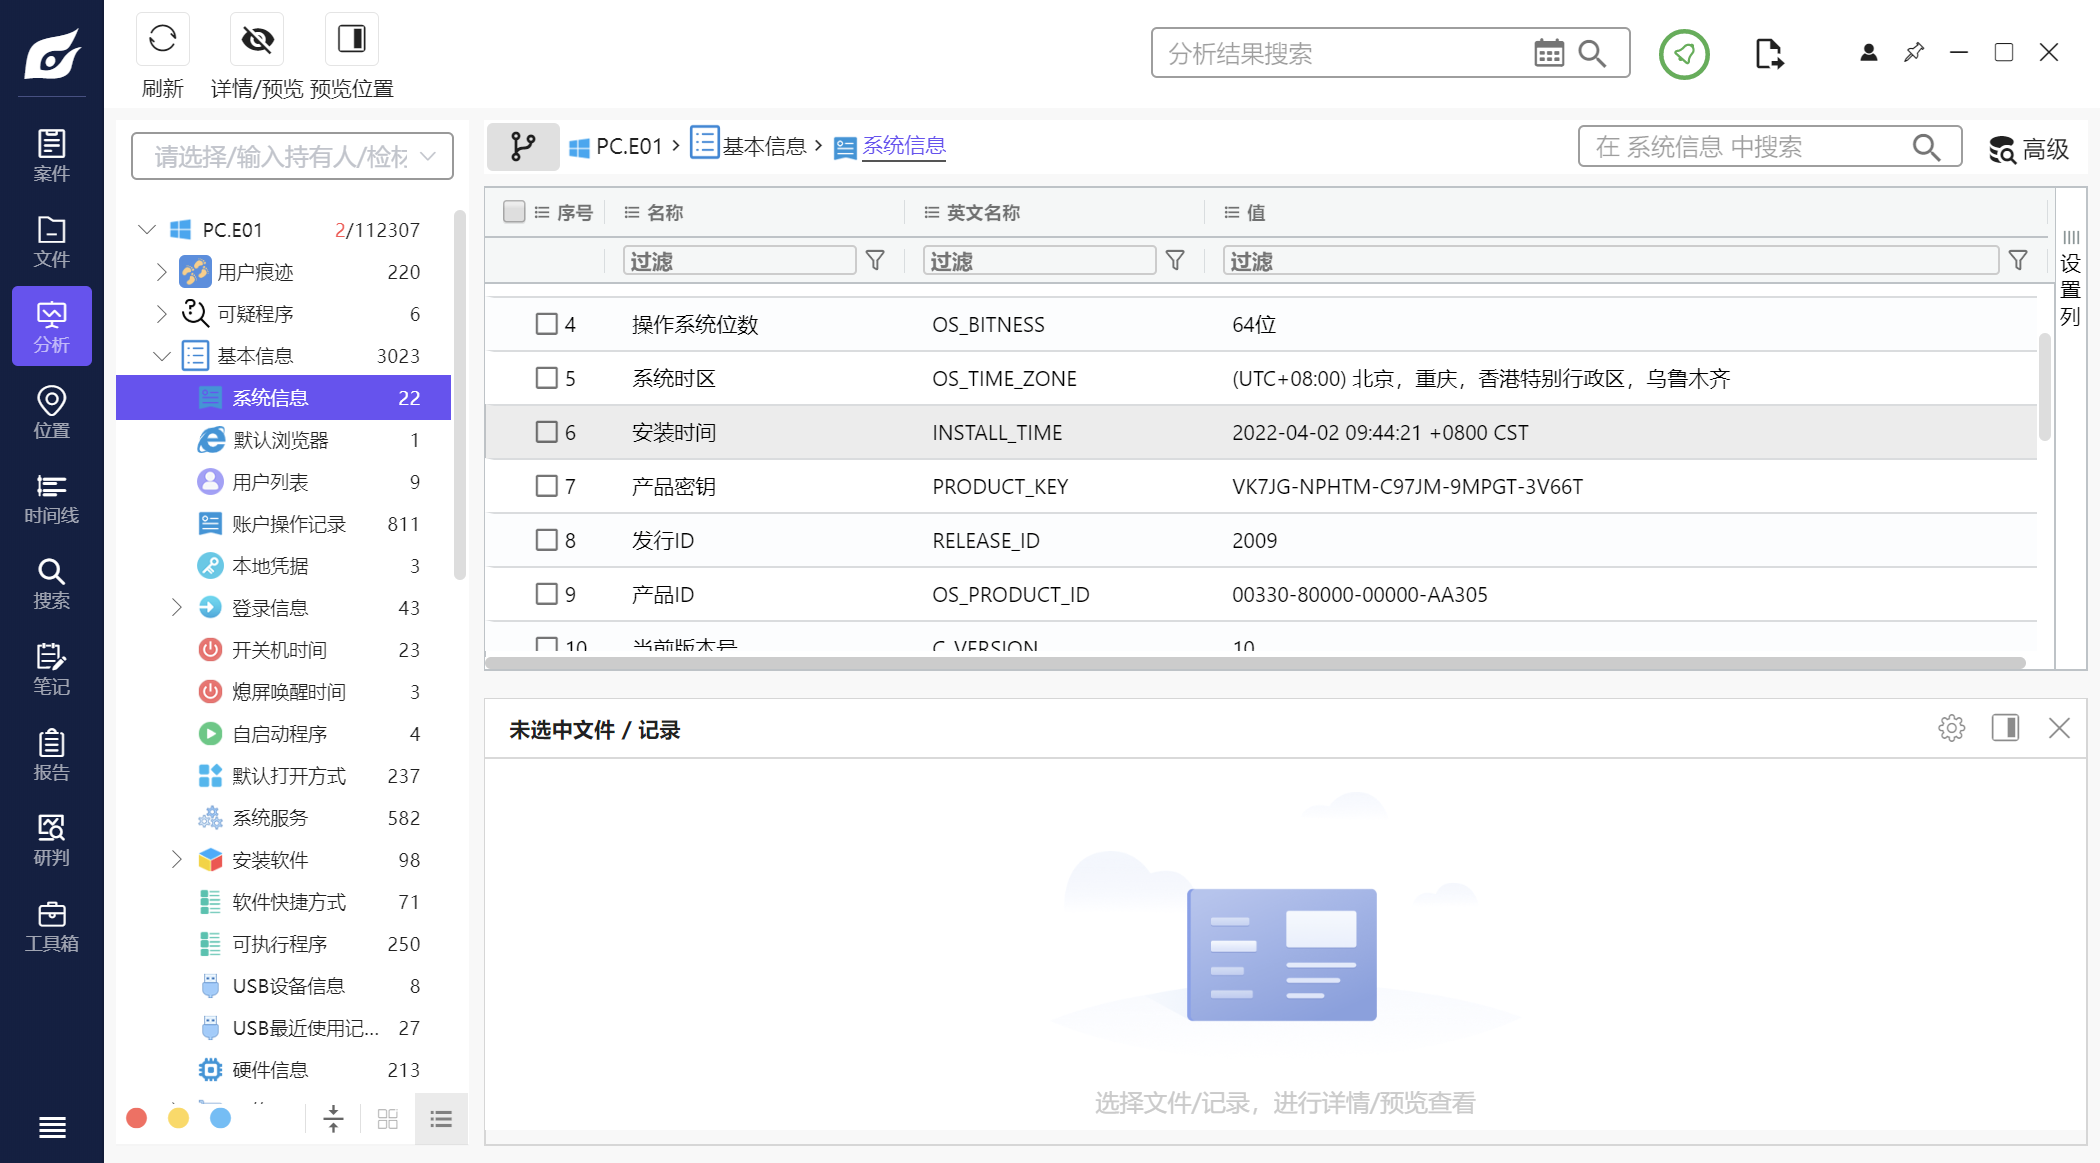 刷新
详情/预览
预览位置
分析结果搜索
案件
文件
分析
位置
时间线
搜索
笔记
报告
研判
工具箱
请选择/输入持有人/检材
PC.E01 2/112307
用户痕迹 220
可疑程序 6
基本信息 3023
系统信息 22
默认浏览器 1
用户列表 9
账户操作记录 811
本地凭据 3
登录信息 43
开关机时间 23
熄屏唤醒时间 3
自启动程序 4
默认打开方式 237
系统服务 582
安装软件 98
软件快捷方式 71
可执行程序 250
USB设备信息 8
USB最近使用记... 27
硬件信息 213
PC.E01 › 基本信息 › 系统信息
在 系统信息 中搜索
高级
序号 名称 英文名称 值
过滤 过滤 过滤
4 操作系统位数 OS_BITNESS 64位
5 系统时区 OS_TIME_ZONE (UTC+08:00) 北京，重庆，香港特别行政区，乌鲁木齐
6 安装时间 INSTALL_TIME 2022-04-02 09:44:21 +0800 CST
7 产品密钥 PRODUCT_KEY VK7JG-NPHTM-C97JM-9MPGT-3V66T
8 发行ID RELEASE_ID 2009
9 产品ID OS_PRODUCT_ID 00330-80000-00000-AA305
10 当前版本号 C_VERSION 10
设置列
未选中文件 / 记录
选择文件/记录，进行详情/预览查看